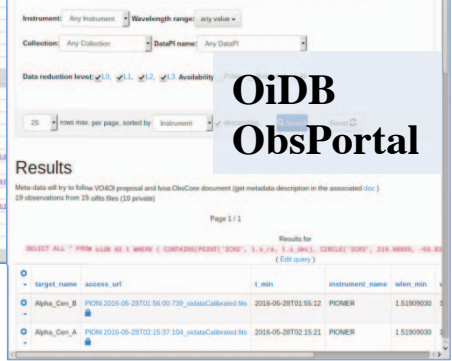 Instrument: Any Instrument Wavelength range: any value
Collection: Any Collection DataPI name: Any DataPI
Data reduction level: L0, L1, L2, L3 Availability
OiDB
ObsPortal
25 rows max. per page, sorted by Instrument descending Search Reset
Results
Meta-data will try to follow VO4OI proposal and Ivoa ObsCore document (get metadata description in the associated doc )
19 observations from 15 oifits files (10 private)
Page 1 / 1
Results for
SELECT ALL * FROM oidb AS t WHERE ( CONTAINS(POINT('ICRS', t.s_ra, t.s_dec), CIRCLE('ICRS',
( Edit query )
target_name access_url t_min instrument_name wlen_min
Alpha_Cen_B PIONI.2016-05-28T01:56:00.739_oidataCalibrated.fits 2016-05-28T01:55:12 PIONIER 1.51909030
Alpha_Cen_A PIONI.2016-05-28T02:15:37.104_oidataCalibrated.fits 2016-05-28T02:15:21 PIONIER 1.51909030